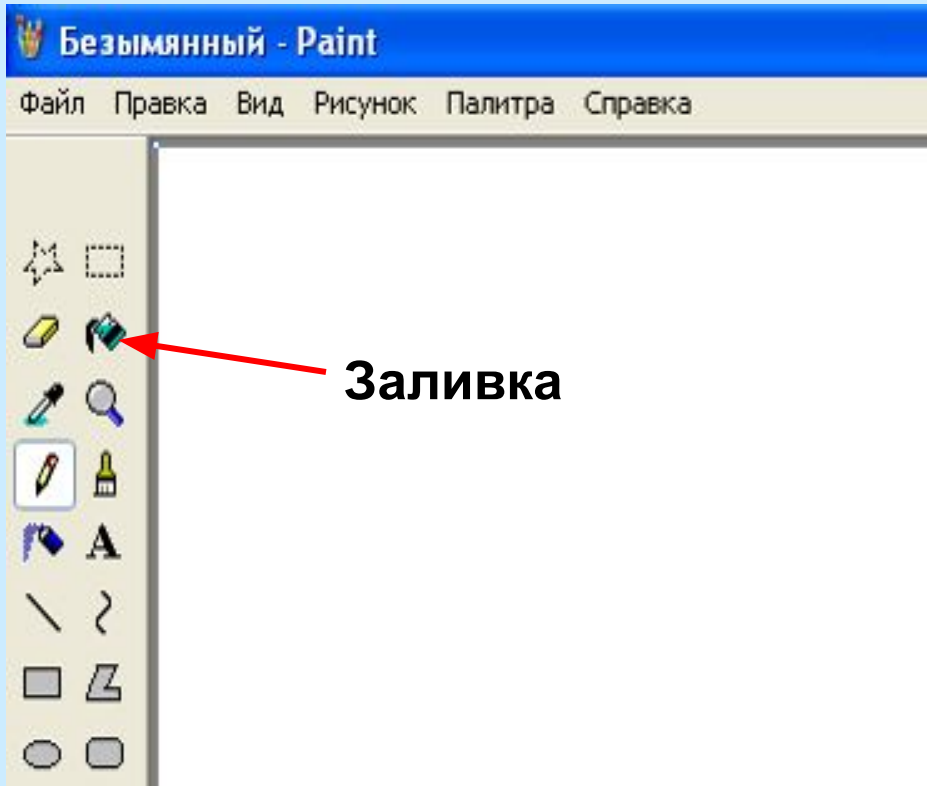 Безымянный - Paint
Файл Правка Вид Рисунок Палитра Справка
Заливка
A